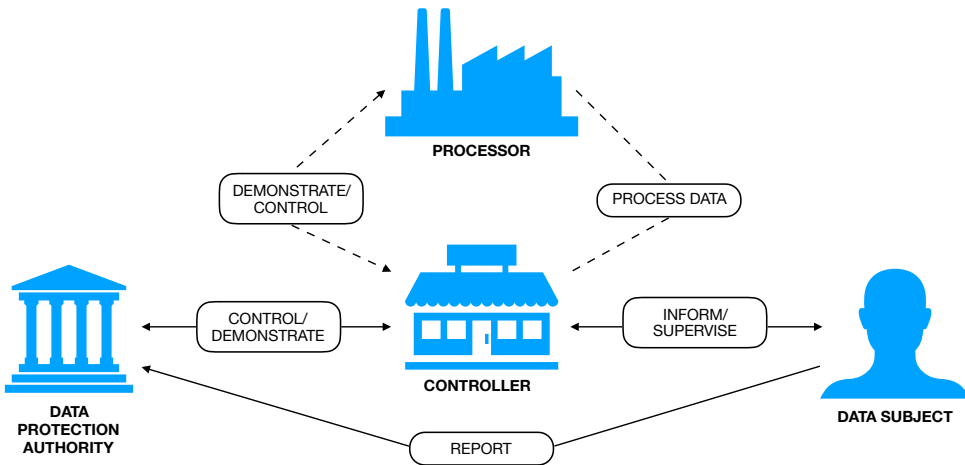 PROCESSOR
DEMONSTRATE/
CONTROL
PROCESS DATA
CONTROL/
DEMONSTRATE
INFORM/
SUPERVISE
CONTROLLER
DATA
PROTECTION
AUTHORITY
DATA SUBJECT
REPORT